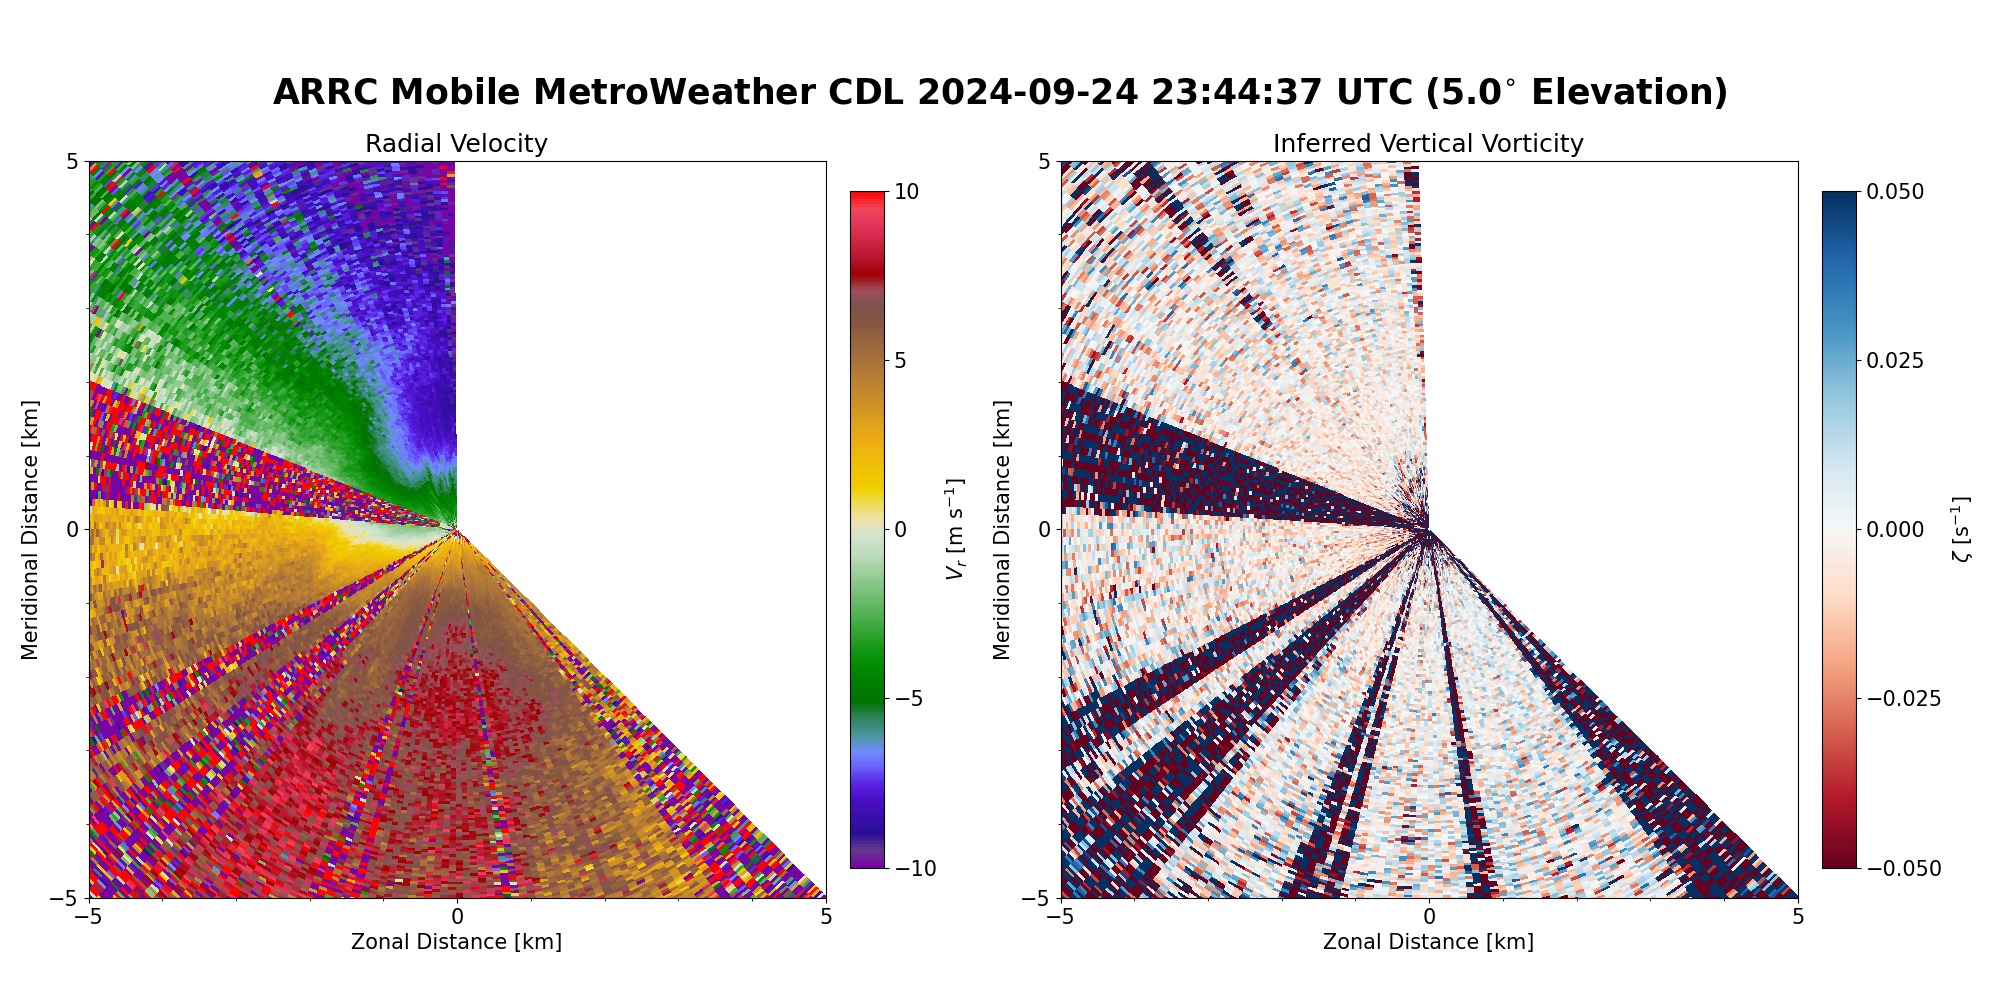 ARRC Mobile MetroWeather CDL 2024-09-24 23:44:37 UTC (5.0° Elevation)
Radial Velocity
5
0
−5
−5
0
5
Meridional Distance [km]
Zonal Distance [km]
10
5
0
−5
−10
Vr [m s−1]
Inferred Vertical Vorticity
5
0
−5
−5
0
5
Meridional Distance [km]
Zonal Distance [km]
0.050
0.025
0.000
−0.025
−0.050
ζ [s−1]